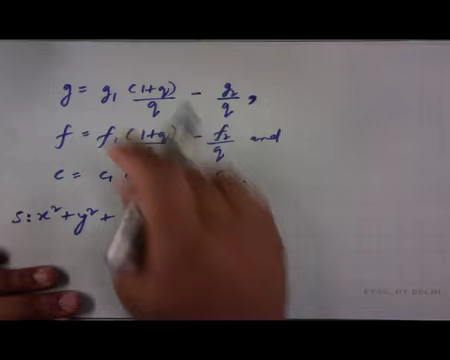 g = g₁ (1+q)/q - g₂/q,
f = f₁ (1+q) - f₂/q and
c = c₁
S: x² + y² +